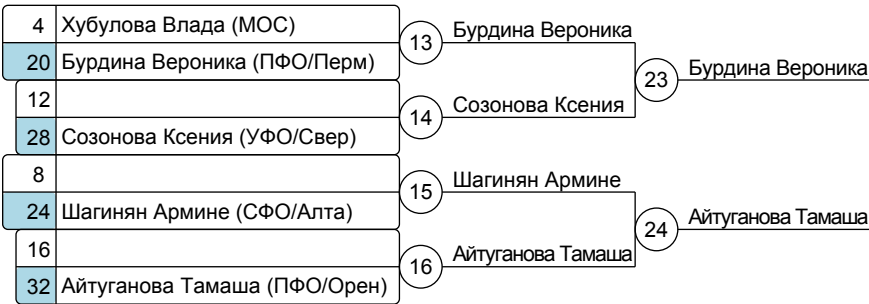 4 Хубулова Влада (МОС)
20 Бурдина Вероника (ПФО/Перм)
13 Бурдина Вероника
12
28 Созонова Ксения (УФО/Свер)
14 Созонова Ксения
23 Бурдина Вероника
8
24 Шагинян Армине (СФО/Алта)
15 Шагинян Армине
16
32 Айтуганова Тамаша (ПФО/Орен)
16 Айтуганова Тамаша
24 Айтуганова Тамаша